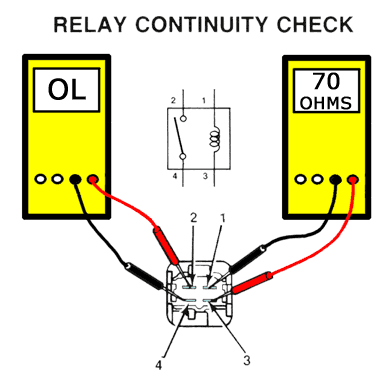 RELAY CONTINUITY CHECK
OL
70
OHMS
2 1
4 3
2 1
4 3